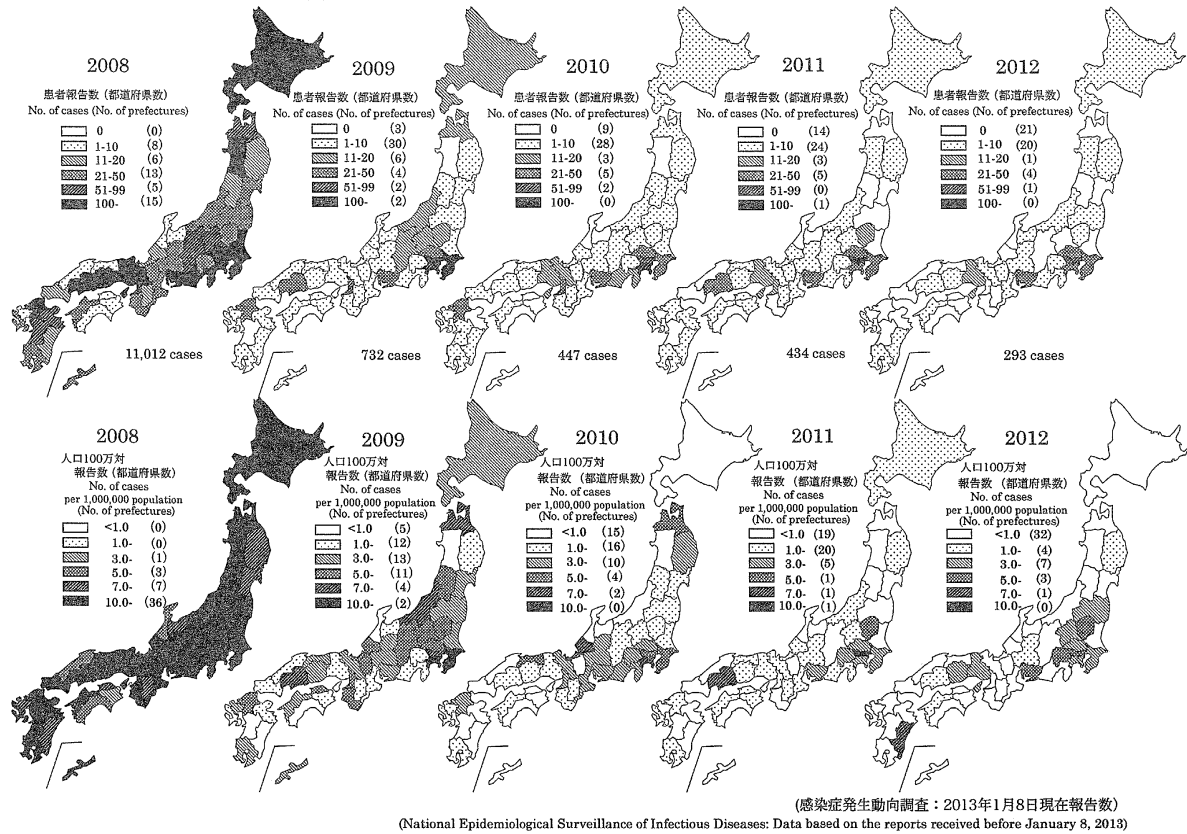 2008
患者報告数 (都道府県数)
No. of cases (No. of prefectures)
0 (0)
1-10 (8)
11-20 (6)
21-50 (13)
51-99 (5)
100- (15)
11,012 cases
2009
患者報告数 (都道府県数)
No. of cases (No. of prefectures)
0 (3)
1-10 (30)
11-20 (6)
21-50 (4)
51-99 (2)
100- (2)
732 cases
2010
患者報告数 (都道府県数)
No. of cases (No. of prefectures)
0 (9)
1-10 (28)
11-20 (3)
21-50 (5)
51-99 (2)
100- (0)
447 cases
2011
患者報告数 (都道府県数)
No. of cases (No. of prefectures)
0 (14)
1-10 (24)
11-20 (3)
21-50 (5)
51-99 (0)
100- (1)
434 cases
2012
患者報告数 (都道府県数)
No. of cases (No. of prefectures)
0 (21)
1-10 (20)
11-20 (1)
21-50 (4)
51-99 (1)
100- (0)
293 cases
2008
人口100万対
報告数 (都道府県数)
No. of cases
per 1,000,000 population
(No. of prefectures)
<1.0 (0)
1.0- (0)
3.0- (1)
5.0- (3)
7.0- (7)
10.0- (36)
2009
人口100万対
報告数 (都道府県数)
No. of cases
per 1,000,000 population
(No. of prefectures)
<1.0 (5)
1.0- (12)
3.0- (13)
5.0- (11)
7.0- (4)
10.0- (2)
2010
人口100万対
報告数 (都道府県数)
No. of cases
per 1,000,000 population
(No. of prefectures)
<1.0 (15)
1.0- (16)
3.0- (10)
5.0- (4)
7.0- (2)
10.0- (0)
2011
人口100万対
報告数 (都道府県数)
No. of cases
per 1,000,000 population
(No. of prefectures)
<1.0 (19)
1.0- (20)
3.0- (5)
5.0- (1)
7.0- (1)
10.0- (1)
2012
人口100万対
報告数 (都道府県数)
No. of cases
per 1,000,000 population
(No. of prefectures)
<1.0 (32)
1.0- (4)
3.0- (7)
5.0- (3)
7.0- (1)
10.0- (0)
(感染症発生動向調査：2013年1月8日現在報告数)
(National Epidemiological Surveillance of Infectious Diseases: Data based on the reports received before January 8, 2013)